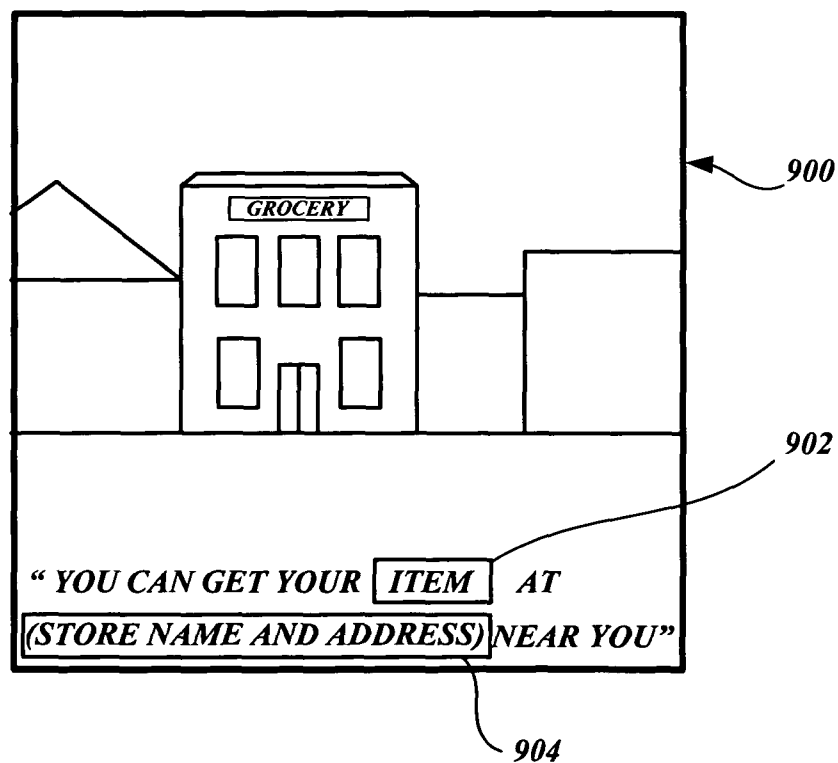 900
GROCERY
902
“ YOU CAN GET YOUR ITEM AT
(STORE NAME AND ADDRESS) NEAR YOU”
904